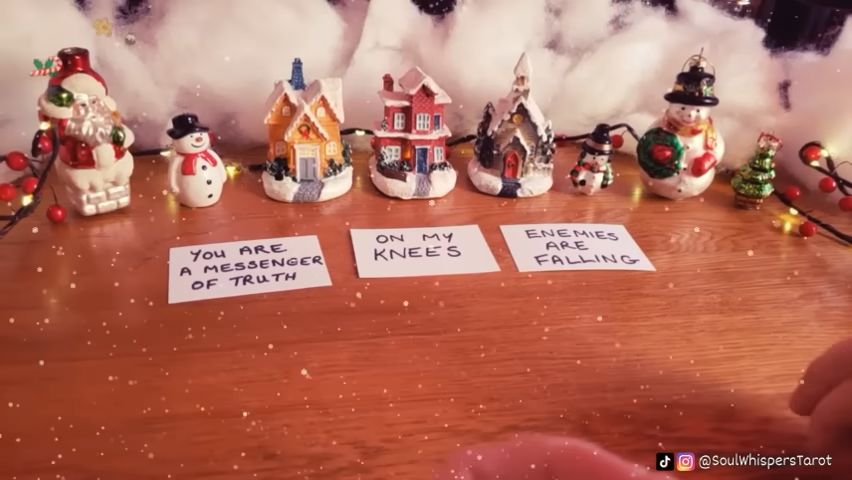 YOU ARE
A MESSENGER
OF TRUTH
ON MY
KNEES
ENEMIES
ARE
FALLING
@SoulWhispersTarot